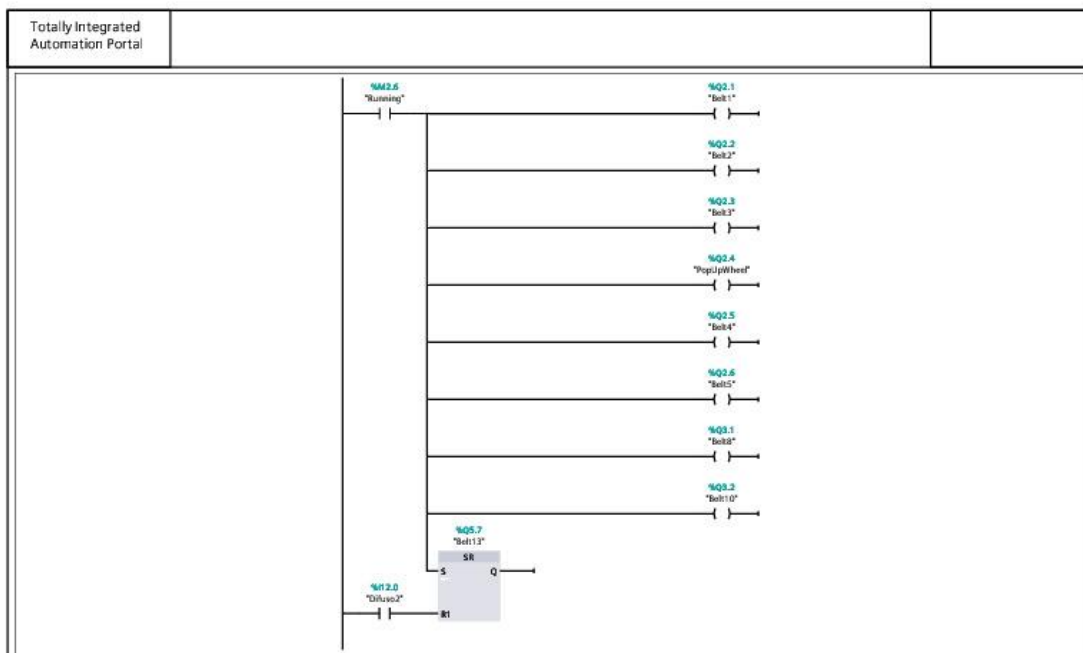 Totally Integrated
Automation Portal
%M2.6
"Running"
%Q2.1
"Belt1"
%Q2.2
"Belt2"
%Q2.3
"Belt3"
%Q2.4
"PopUpWheel"
%Q2.5
"Belt4"
%Q2.6
"Belt5"
%Q3.1
"Belt8"
%Q3.2
"Belt10"
%Q5.7
"Belt13"
SR
S Q
%I12.0
"Difuso2"
R1